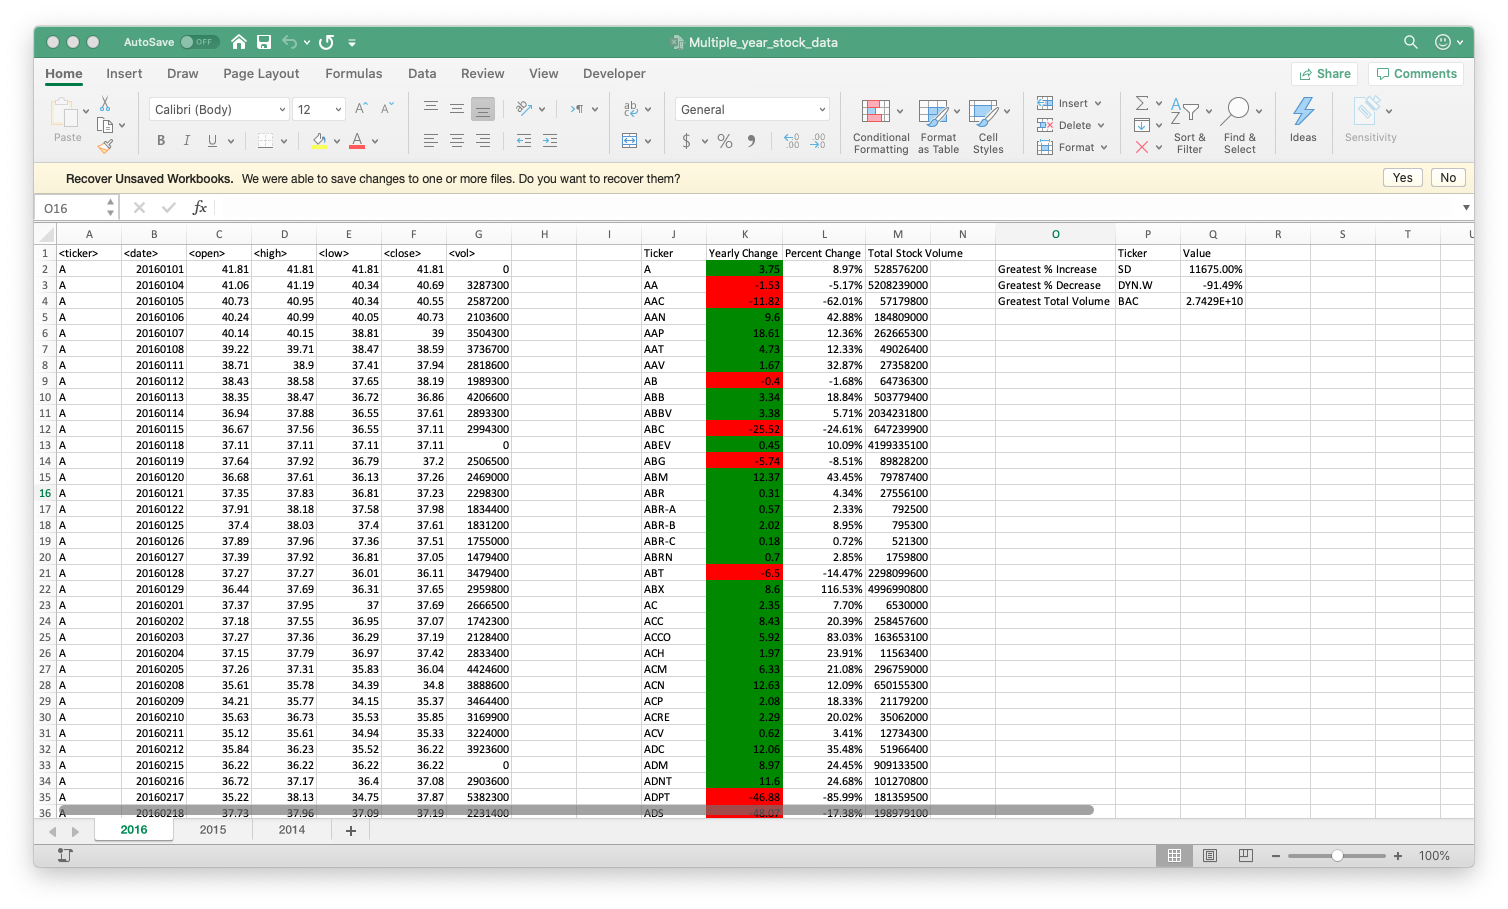 AutoSave OFF Multiple_year_stock_data
Home Insert Draw Page Layout Formulas Data Review View Developer Share Comments
Paste Calibri (Body) 12 A A General Conditional Formatting Format as Table Cell Styles Insert Delete Format Sort & Filter Find & Select Ideas Sensitivity
B I U A ab $ % .00 .00
Recover Unsaved Workbooks. We were able to save changes to one or more files. Do you want to recover them? Yes No
O16 fx
A B C D E F G H I J K L M N O P Q R S T U
1 <ticker> <date> <open> <high> <low> <close> <vol> Ticker Yearly Change Percent Change Total Stock Volume Ticker Value
2 A 20160101 41.81 41.81 41.81 41.81 0 A 3.75 8.97% 528576200 Greatest % Increase SD 11675.00%
3 A 20160104 41.06 41.19 40.34 40.69 3287300 AA -1.53 -5.17% 5208239000 Greatest % Decrease DYN.W -91.49%
4 A 20160105 40.73 40.95 40.34 40.55 2587200 AAC -11.82 -62.01% 57179800 Greatest Total Volume BAC 2.7429E+10
5 A 20160106 40.24 40.99 40.05 40.73 2103600 AAN 9.6 42.88% 184809000
6 A 20160107 40.14 40.15 38.81 39 3504300 AAP 18.61 12.36% 262665300
7 A 20160108 39.22 39.71 38.47 38.59 3736700 AAT 4.73 12.33% 49026400
8 A 20160111 38.71 38.9 37.41 37.94 2818600 AAV 1.67 32.87% 27358200
9 A 20160112 38.43 38.58 37.65 38.19 1989300 AB -0.4 -1.68% 64736300
10 A 20160113 38.35 38.47 36.72 36.86 4206600 ABB 3.34 18.84% 503779400
11 A 20160114 36.94 37.88 36.55 37.61 2893300 ABBV 3.38 5.71% 2034231800
12 A 20160115 36.67 37.56 36.55 37.11 2994300 ABC -25.52 -24.61% 647239900
13 A 20160118 37.11 37.11 37.11 37.11 0 ABEV 0.45 10.09% 4199335100
14 A 20160119 37.64 37.92 36.79 37.2 2506500 ABG -5.74 -8.51% 89828200
15 A 20160120 36.68 37.61 36.13 37.26 2469000 ABM 12.37 43.45% 79787400
16 A 20160121 37.35 37.83 36.81 37.23 2298300 ABR 0.31 4.34% 27556100
17 A 20160122 37.91 38.18 37.58 37.98 1834400 ABR-A 0.57 2.33% 792500
18 A 20160125 37.4 38.03 37.4 37.61 1831200 ABR-B 2.02 8.95% 795300
19 A 20160126 37.89 37.96 37.36 37.51 1755000 ABR-C 0.18 0.72% 521300
20 A 20160127 37.39 37.92 36.81 37.05 1479400 ABRN 0.7 2.85% 1759800
21 A 20160128 37.27 37.27 36.01 36.11 3479400 ABT -6.5 -14.47% 2298099600
22 A 20160129 36.44 37.69 36.31 37.65 2959800 ABX 8.6 116.53% 4996990800
23 A 20160201 37.37 37.95 37 37.69 2666500 AC 2.35 7.70% 6530000
24 A 20160202 37.18 37.55 36.95 37.07 1742300 ACC 8.43 20.39% 258457600
25 A 20160203 37.27 37.36 36.29 37.19 2128400 ACCO 5.92 83.03% 163653100
26 A 20160204 37.15 37.79 36.97 37.42 2833400 ACH 1.97 23.91% 11563400
27 A 20160205 37.26 37.31 35.83 36.04 4424600 ACM 6.33 21.08% 296759000
28 A 20160208 35.61 35.78 34.39 34.8 3888600 ACN 12.63 12.09% 650155300
29 A 20160209 34.21 35.77 34.15 35.37 3464400 ACP 2.08 18.33% 21179200
30 A 20160210 35.63 36.73 35.53 35.85 3169900 ACRE 2.29 20.02% 35062000
31 A 20160211 35.12 35.61 34.94 35.33 3224000 ACV 0.62 3.41% 12734300
32 A 20160212 35.84 36.23 35.52 36.22 3923600 ADC 12.06 35.48% 51966400
33 A 20160215 36.22 36.22 36.22 36.22 0 ADM 8.97 24.45% 909133500
34 A 20160216 36.72 37.17 36.4 37.08 2903600 ADNT 11.6 24.68% 101270800
35 A 20160217 35.22 38.13 34.75 37.87 5382300 ADPT -46.88 -85.99% 181359500
36 A 20160218 37.73 37.96 37.09 37.19 2231400 ADS -48.07 -17.38% 198979100
2016 2015 2014 +
100%